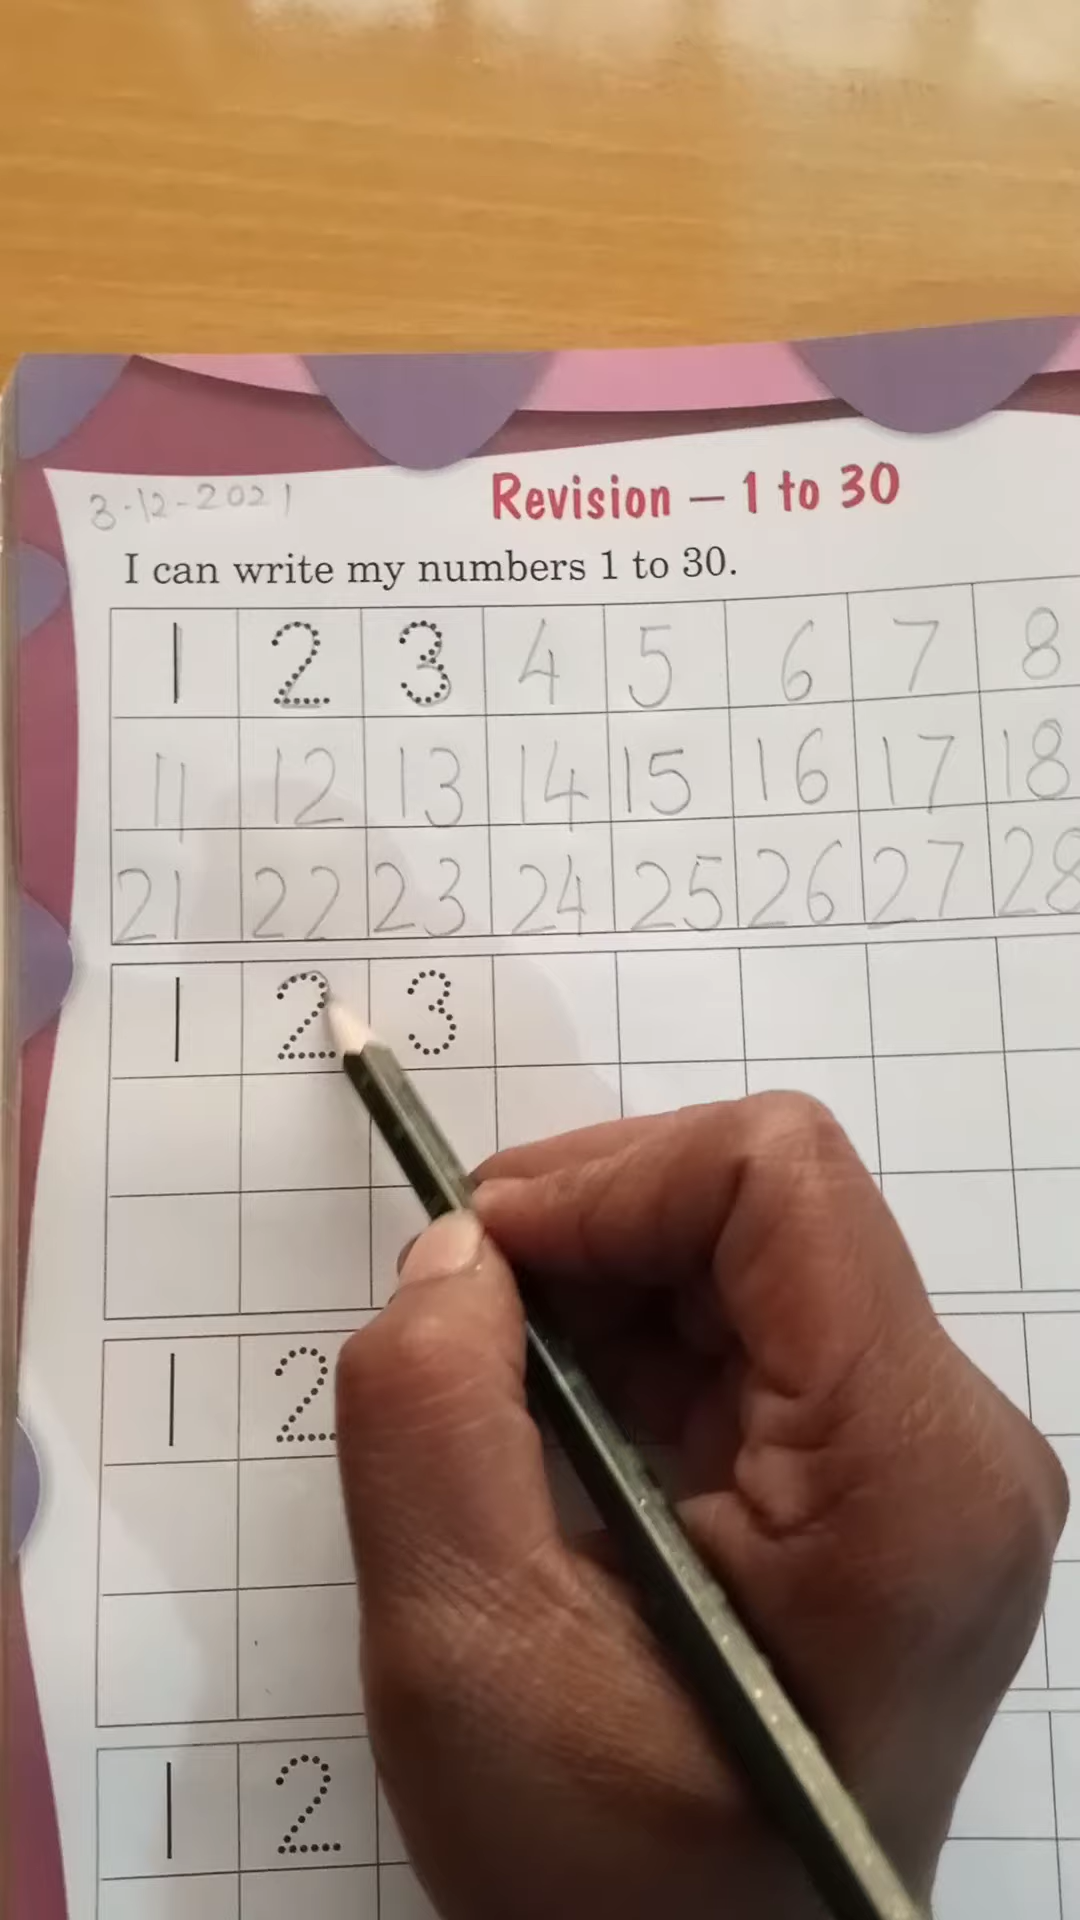 3-12-2021
Revision – 1 to 30
I can write my numbers 1 to 30.
1 2 3 4 5 6 7 8
11 12 13 14 15 16 17 18
21 22 23 24 25 26 27 28
1 2 3
1 2
1 2